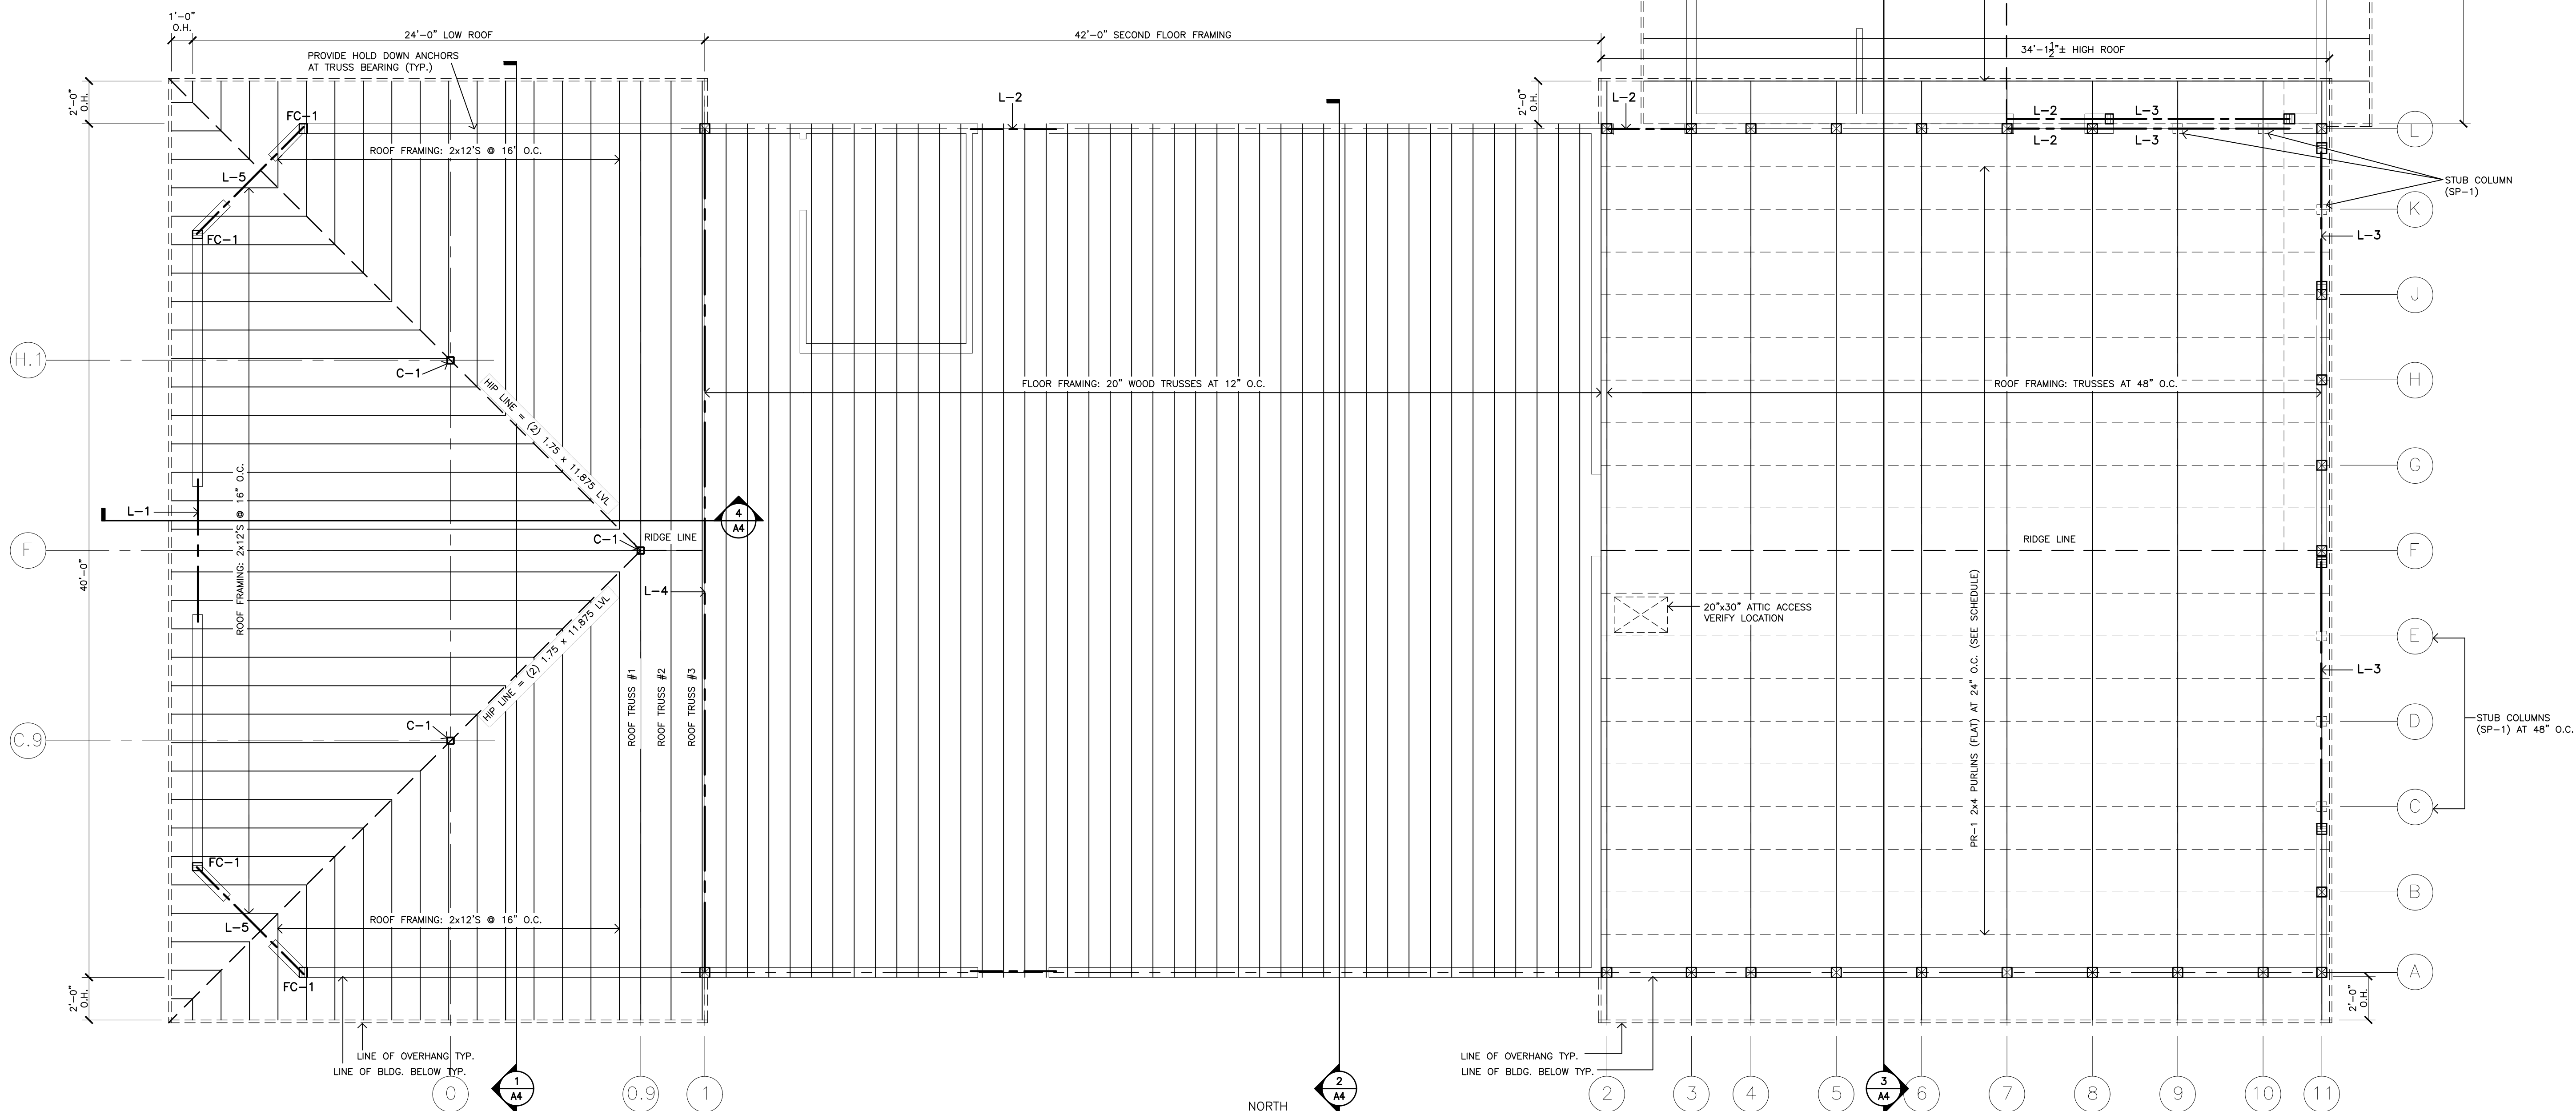 1'-0"
O.H.
24'-0" LOW ROOF
42'-0" SECOND FLOOR FRAMING
34'-1½"± HIGH ROOF
PROVIDE HOLD DOWN ANCHORS
AT TRUSS BEARING (TYP.)
2'-0"
O.H.
FC-1
L-2
2'-0"
O.H.
L-2
L-2
L-3
L-2
L-3
L
ROOF FRAMING: 2x12'S @ 16' O.C.
L-5
STUB COLUMN
(SP-1)
K
FC-1
L-3
J
H.1
C-1
HIP LINE = (2) 1.75 x 11.875 LVL
FLOOR FRAMING: 20" WOOD TRUSSES AT 12" O.C.
ROOF FRAMING: TRUSSES AT 48" O.C.
H
G
L-1
ROOF FRAMING: 2x12'S @ 16" O.C.
4
A4
F
C-1
RIDGE LINE
RIDGE LINE
F
40'-0"
L-4
20"x30" ATTIC ACCESS
VERIFY LOCATION
PR-1 2x4 PURLINS (FLAT) AT 24" O.C. (SEE SCHEDULE)
E
HIP LINE = (2) 1.75 x 11.875 LVL
ROOF TRUSS #1
ROOF TRUSS #2
ROOF TRUSS #3
L-3
C.9
C-1
D
STUB COLUMNS
(SP-1) AT 48" O.C.
C
FC-1
B
L-5
ROOF FRAMING: 2x12'S @ 16" O.C.
FC-1
A
2'-0"
O.H.
2'-0"
O.H.
LINE OF OVERHANG TYP.
LINE OF BLDG. BELOW TYP.
LINE OF OVERHANG TYP.
LINE OF BLDG. BELOW TYP.
0
1
A4
0.9
1
NORTH
2
A4
2
3
4
5
3
A4
6
7
8
9
10
11